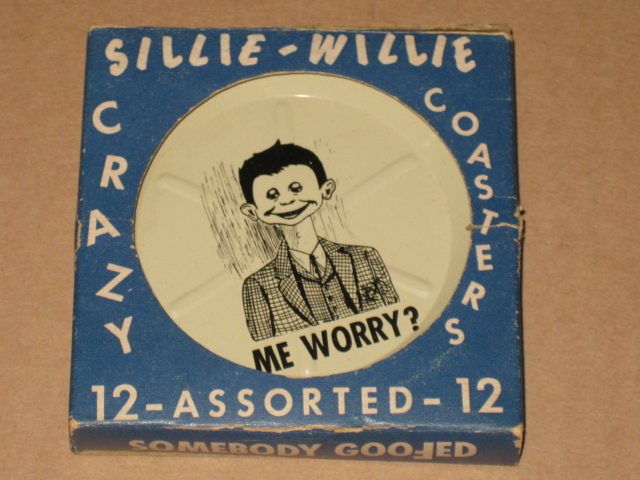 SILLIE-WILLIE
CRAZY
COASTERS
ME WORRY?
12-ASSORTED-12
SOMEBODY GOOFED